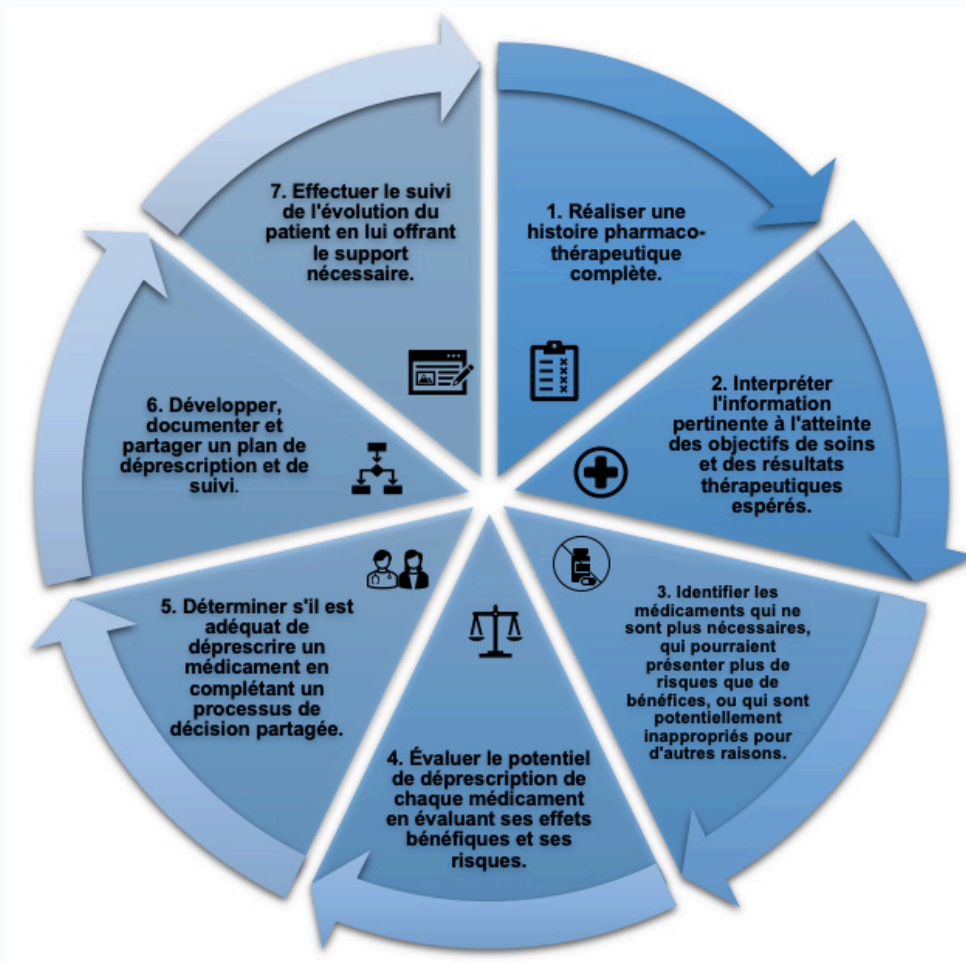 1. Réaliser une
histoire pharmaco-
thérapeutique
complète.
2. Interpréter
l'information
pertinente à l'atteinte
des objectifs de soins
et des résultats
thérapeutiques
espérés.
3. Identifier les
médicaments qui ne
sont plus nécessaires,
qui pourraient
présenter plus de
risques que de
bénéfices, ou qui sont
potentiellement
inappropriés pour
d'autres raisons.
4. Évaluer le potentiel
de déprescription de
chaque médicament
en évaluant ses effets
bénéfiques et ses
risques.
5. Déterminer s'il est
adéquat de
déprescrire un
médicament en
complétant un
processus de
décision partagée.
6. Développer,
documenter et
partager un plan de
déprescription et de
suivi.
7. Effectuer le suivi
de l'évolution du
patient en lui offrant
le support
nécessaire.